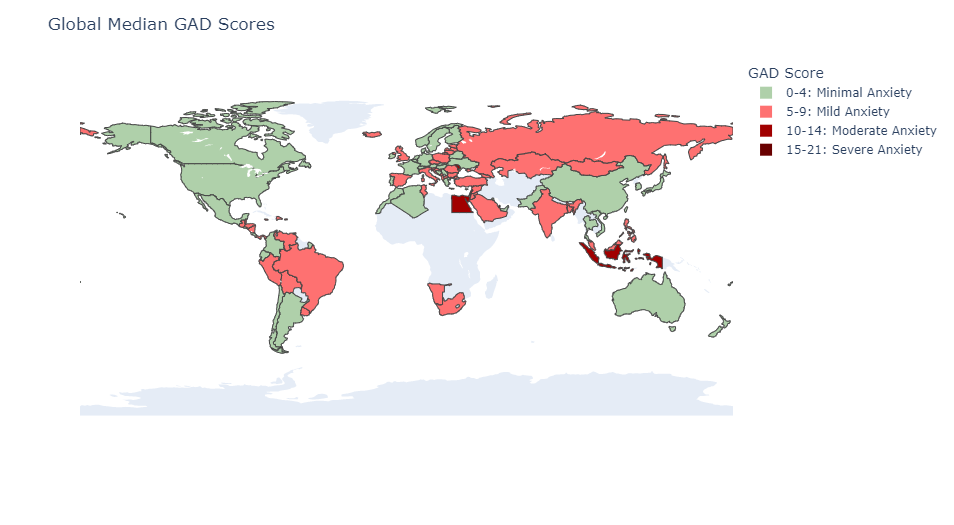 Global Median GAD Scores
GAD Score
0-4: Minimal Anxiety
5-9: Mild Anxiety
10-14: Moderate Anxiety
15-21: Severe Anxiety